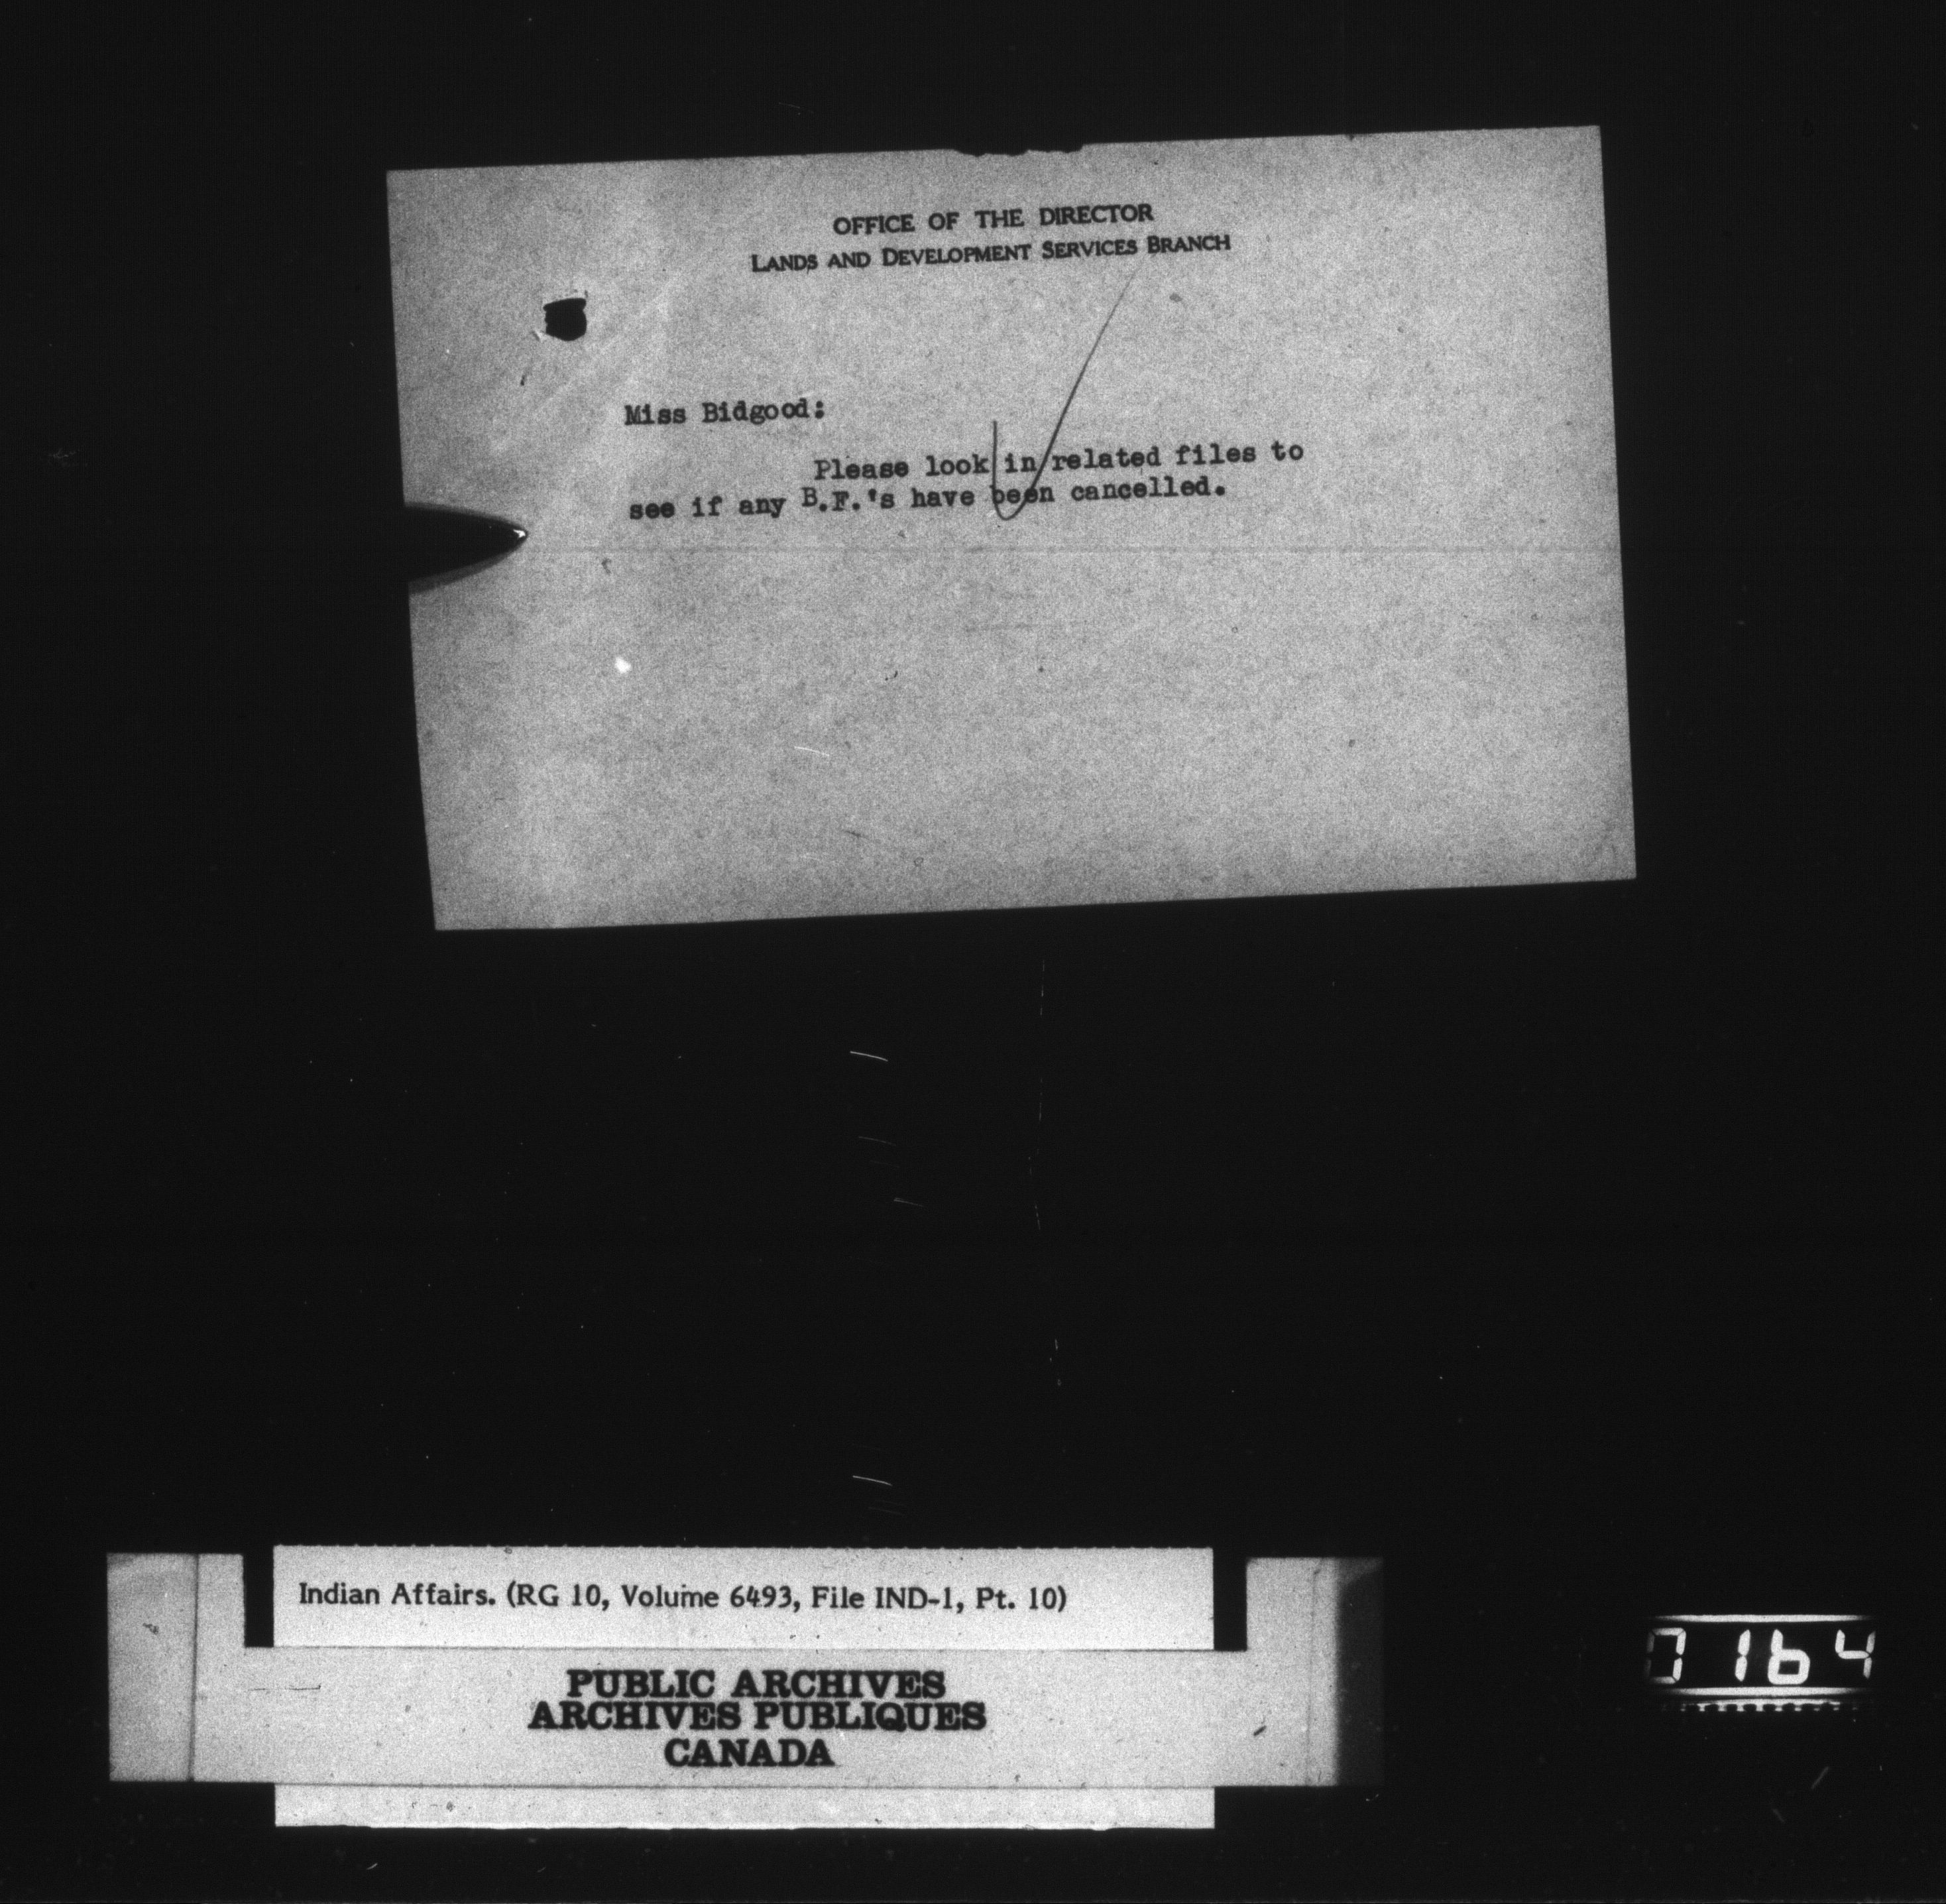 OFFICE OF THE DIRECTOR
LANDS AND DEVELOPMENT SERVICES BRANCH
Miss Bidgood:
Please look in related files to
see if any B.F.'s have been cancelled.
Indian Affairs. (RG 10, Volume 6493, File IND-1, Pt. 10)
PUBLIC ARCHIVES
ARCHIVES PUBLIQUES
CANADA
0164